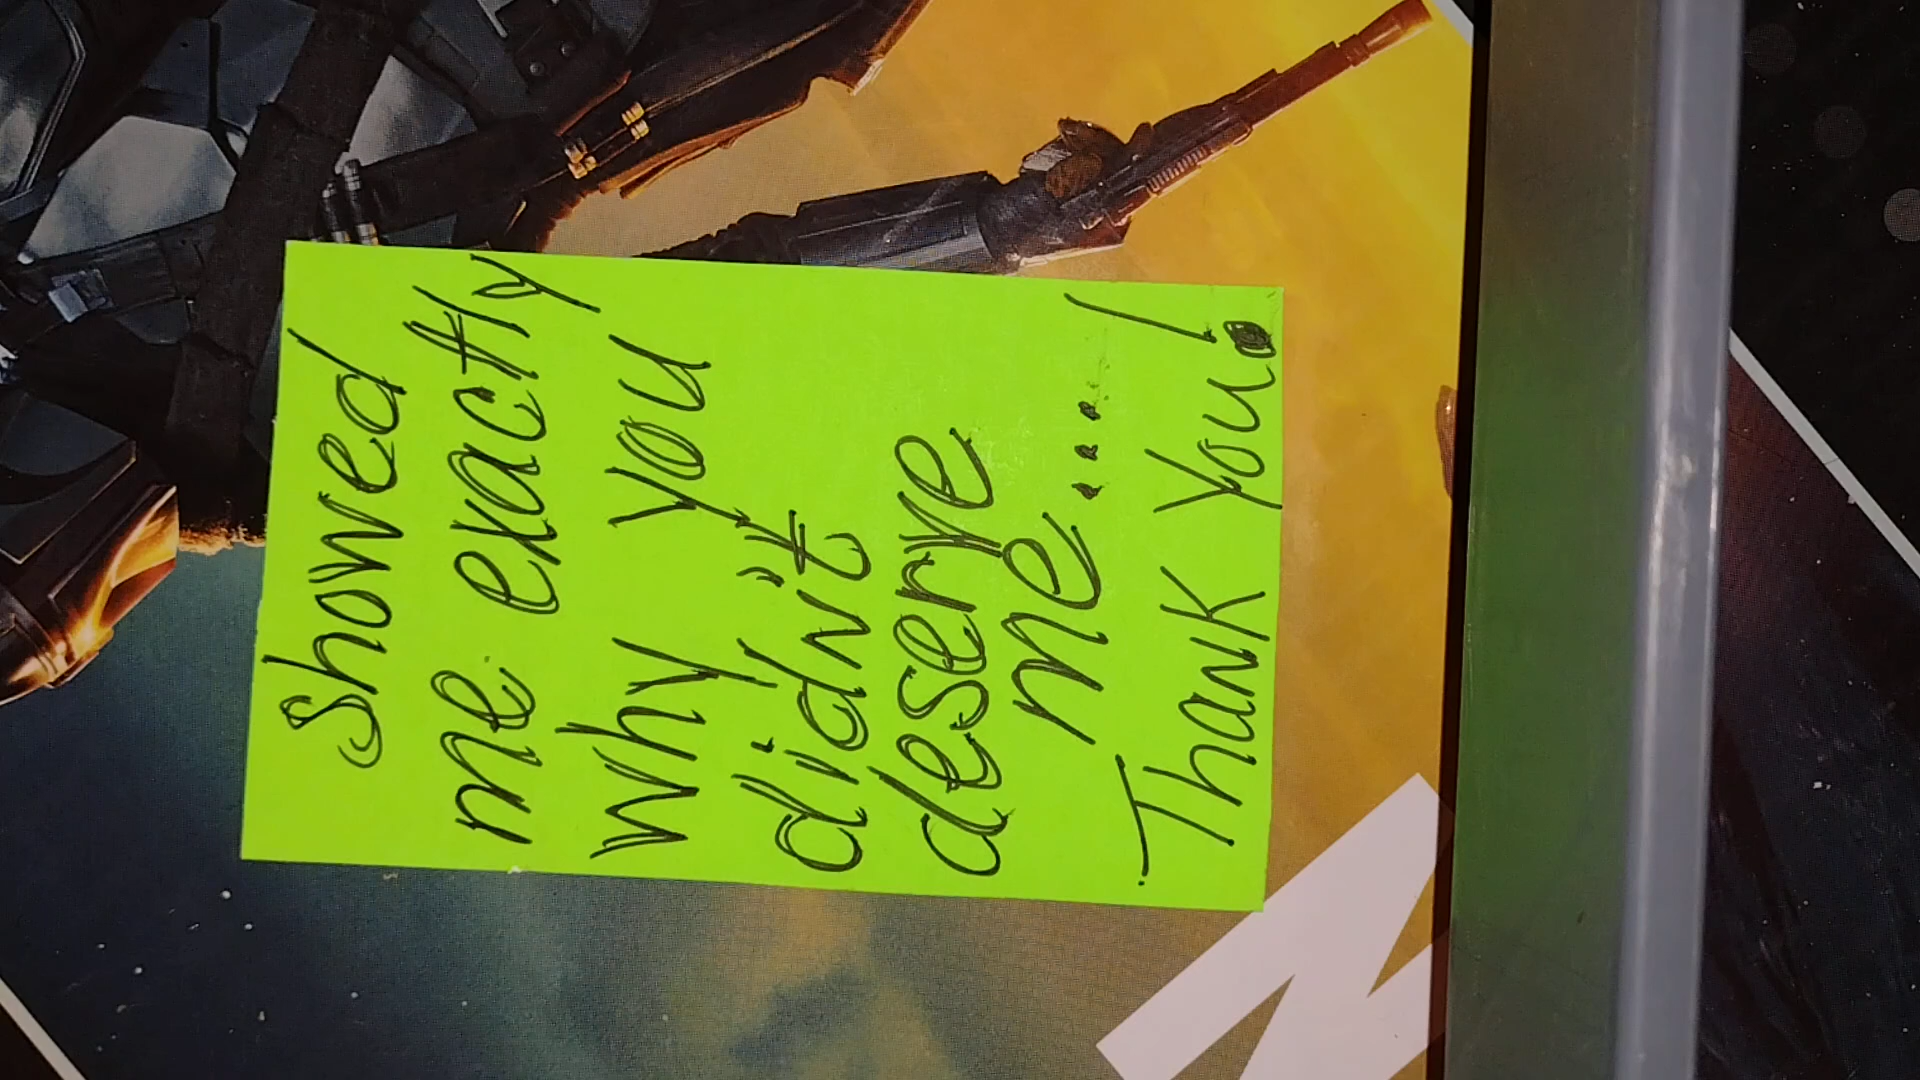 showed
me exactly
why you
didn't
deserve
me....
Thank you!
M